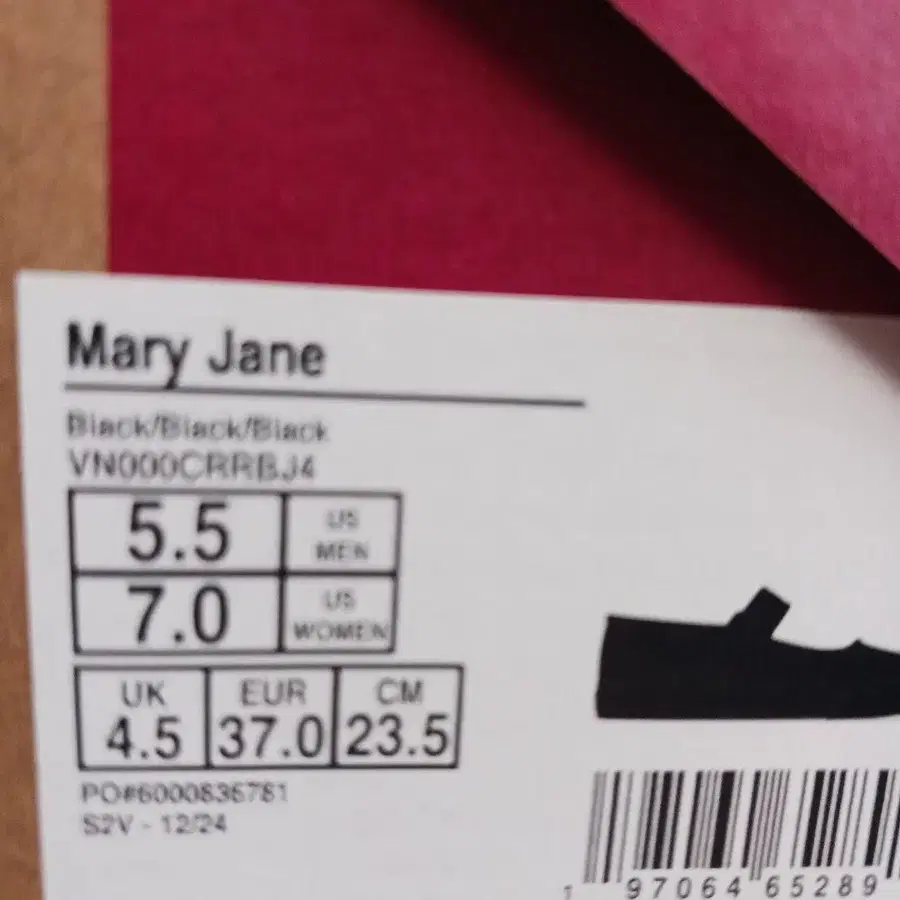 Mary Jane
Black/Black/Black
VN000CRRBJ4
5.5 US MEN
7.0 US WOMEN
UK EUR CM
4.5 37.0 23.5
PO#6000836781
S2V - 12/24
1 97064 65289